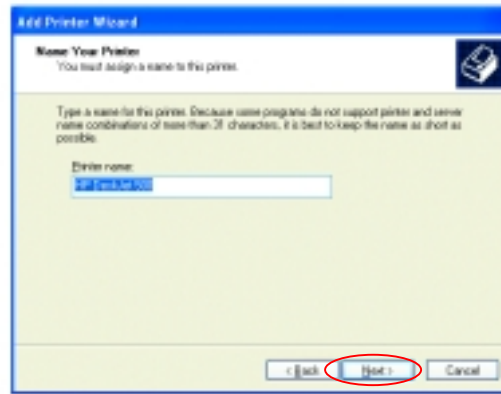 Add Printer Wizard
Name Your Printer
You must assign a name to this printer.
Type a name for this printer. Because some programs do not support printer and server
name combinations of more than 31 characters, it is best to keep the name as short as
possible.
Printer name:
HP DeskJet 500
< Back
Next >
Cancel